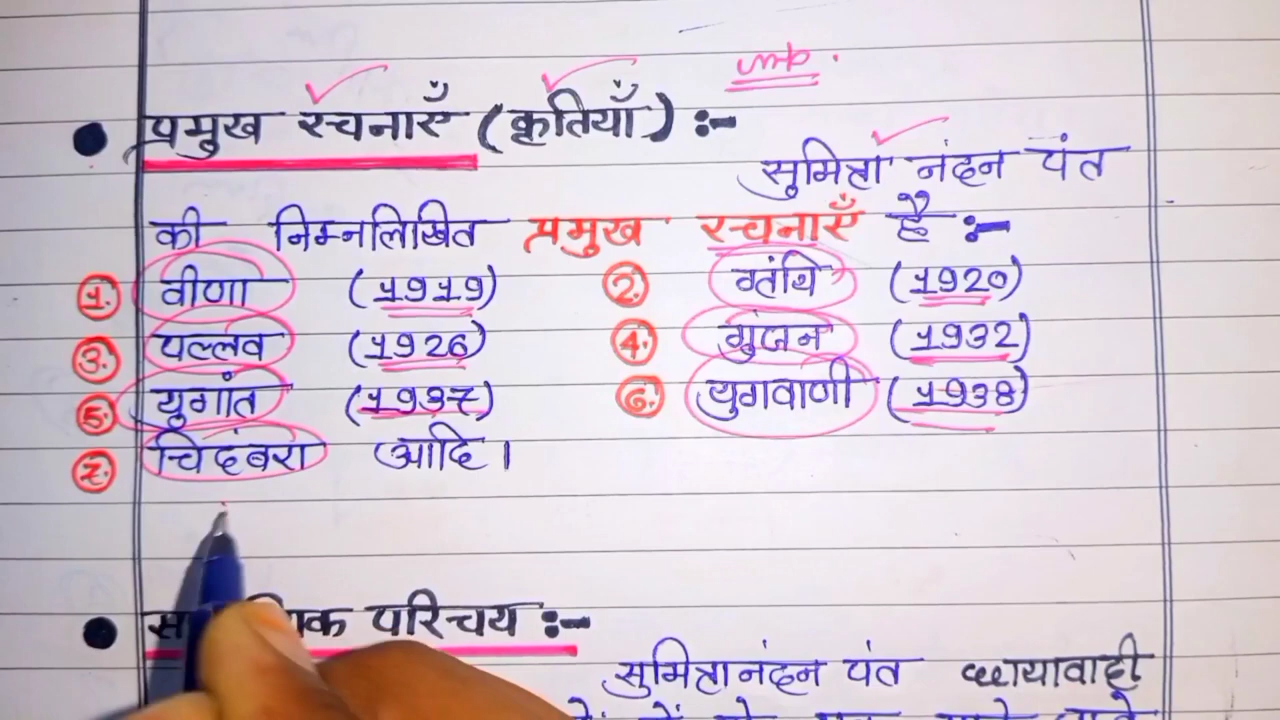 Imp.
● प्रमुख रचनाएँ (कृतियाँ) :-
सुमित्रा नंदन पंत
की निम्नलिखित प्रमुख रचनाएँ है :-
1. वीणा (1919) 2. ग्रंथि (1920)
3. पल्लव (1926) 4. गुंजन (1932)
5. युगांत (1937) 6. युगवाणी (1938)
7. चिदंबरा आदि।
● परिचय :-
सुमित्रानंदन पंत छायावादी